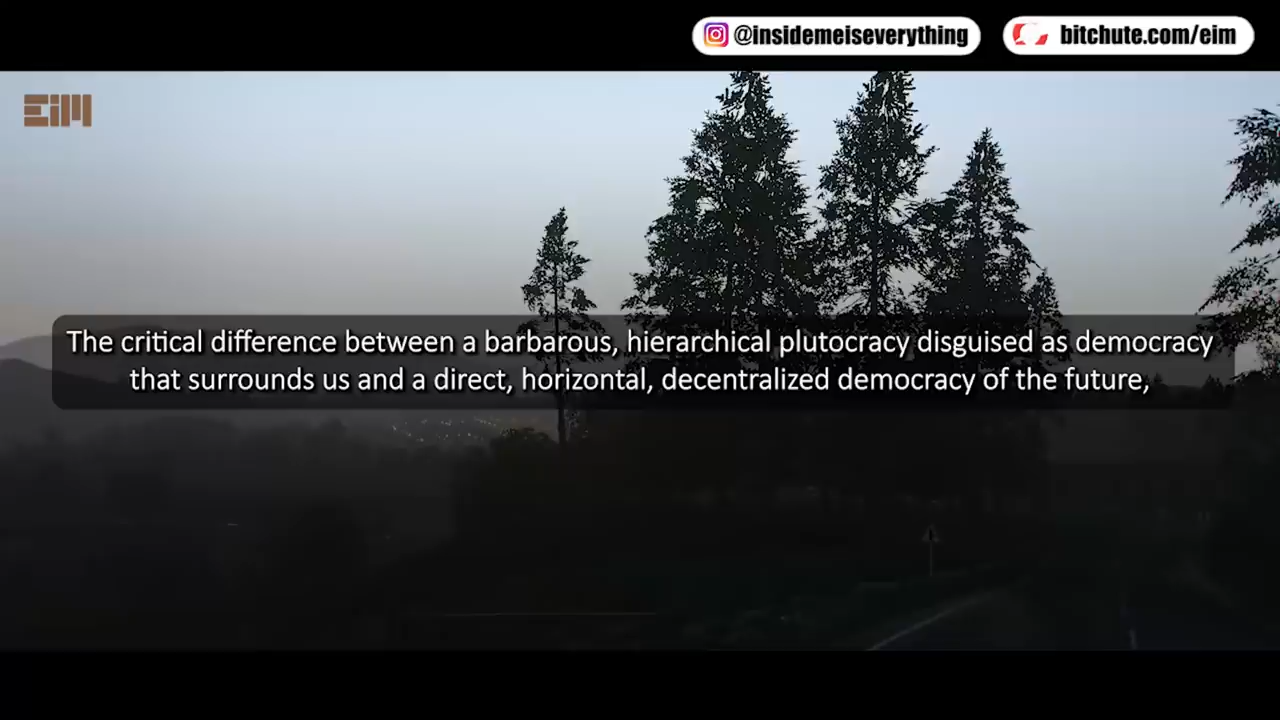 @insidemeiseverything
bitchute.com/eim
EiM
The critical difference between a barbarous, hierarchical plutocracy disguised as democracy
that surrounds us and a direct, horizontal, decentralized democracy of the future,